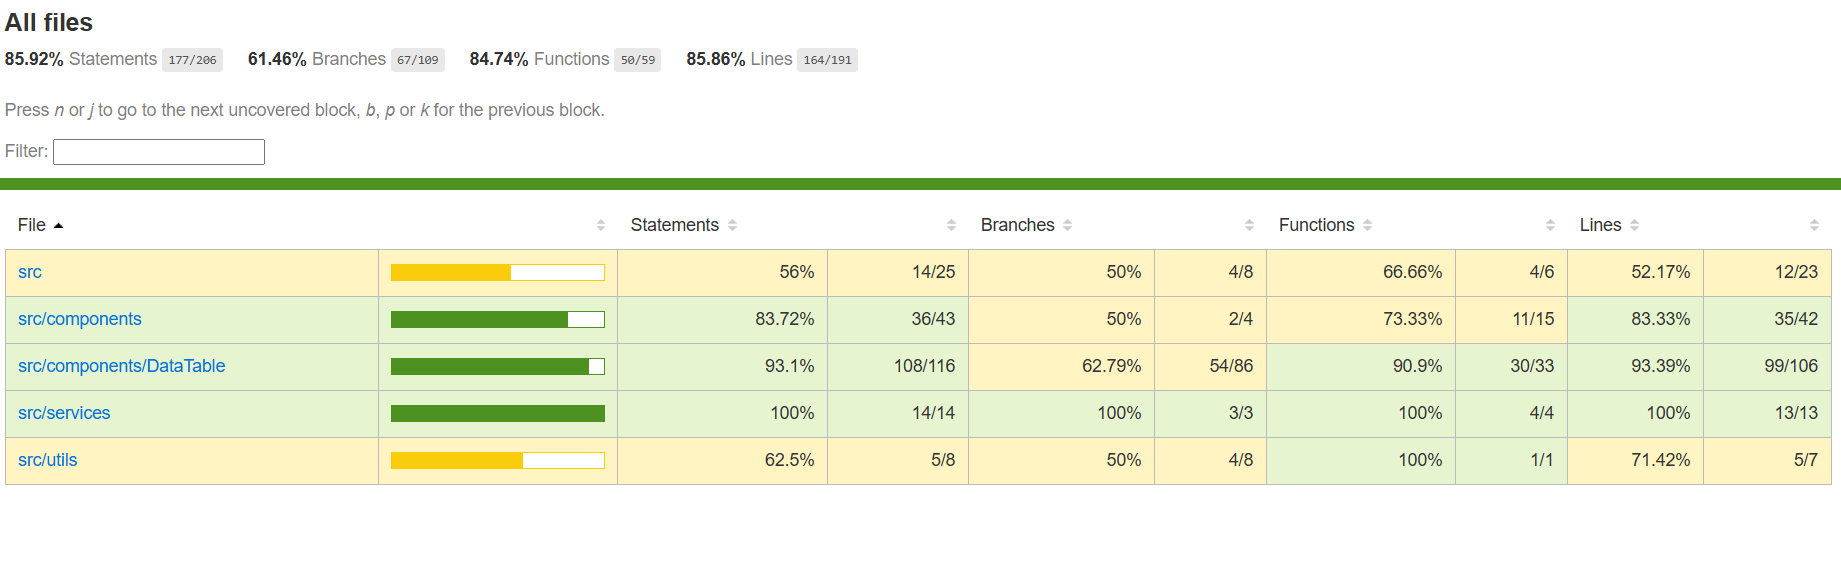 All files
85.92% Statements 177/206 61.46% Branches 67/109 84.74% Functions 50/59 85.86% Lines 164/191
Press n or j to go to the next uncovered block, b, p or k for the previous block.
Filter:
File Statements Branches Functions Lines
src 56% 14/25 50% 4/8 66.66% 4/6 52.17% 12/23
src/components 83.72% 36/43 50% 2/4 73.33% 11/15 83.33% 35/42
src/components/DataTable 93.1% 108/116 62.79% 54/86 90.9% 30/33 93.39% 99/106
src/services 100% 14/14 100% 3/3 100% 4/4 100% 13/13
src/utils 62.5% 5/8 50% 4/8 100% 1/1 71.42% 5/7